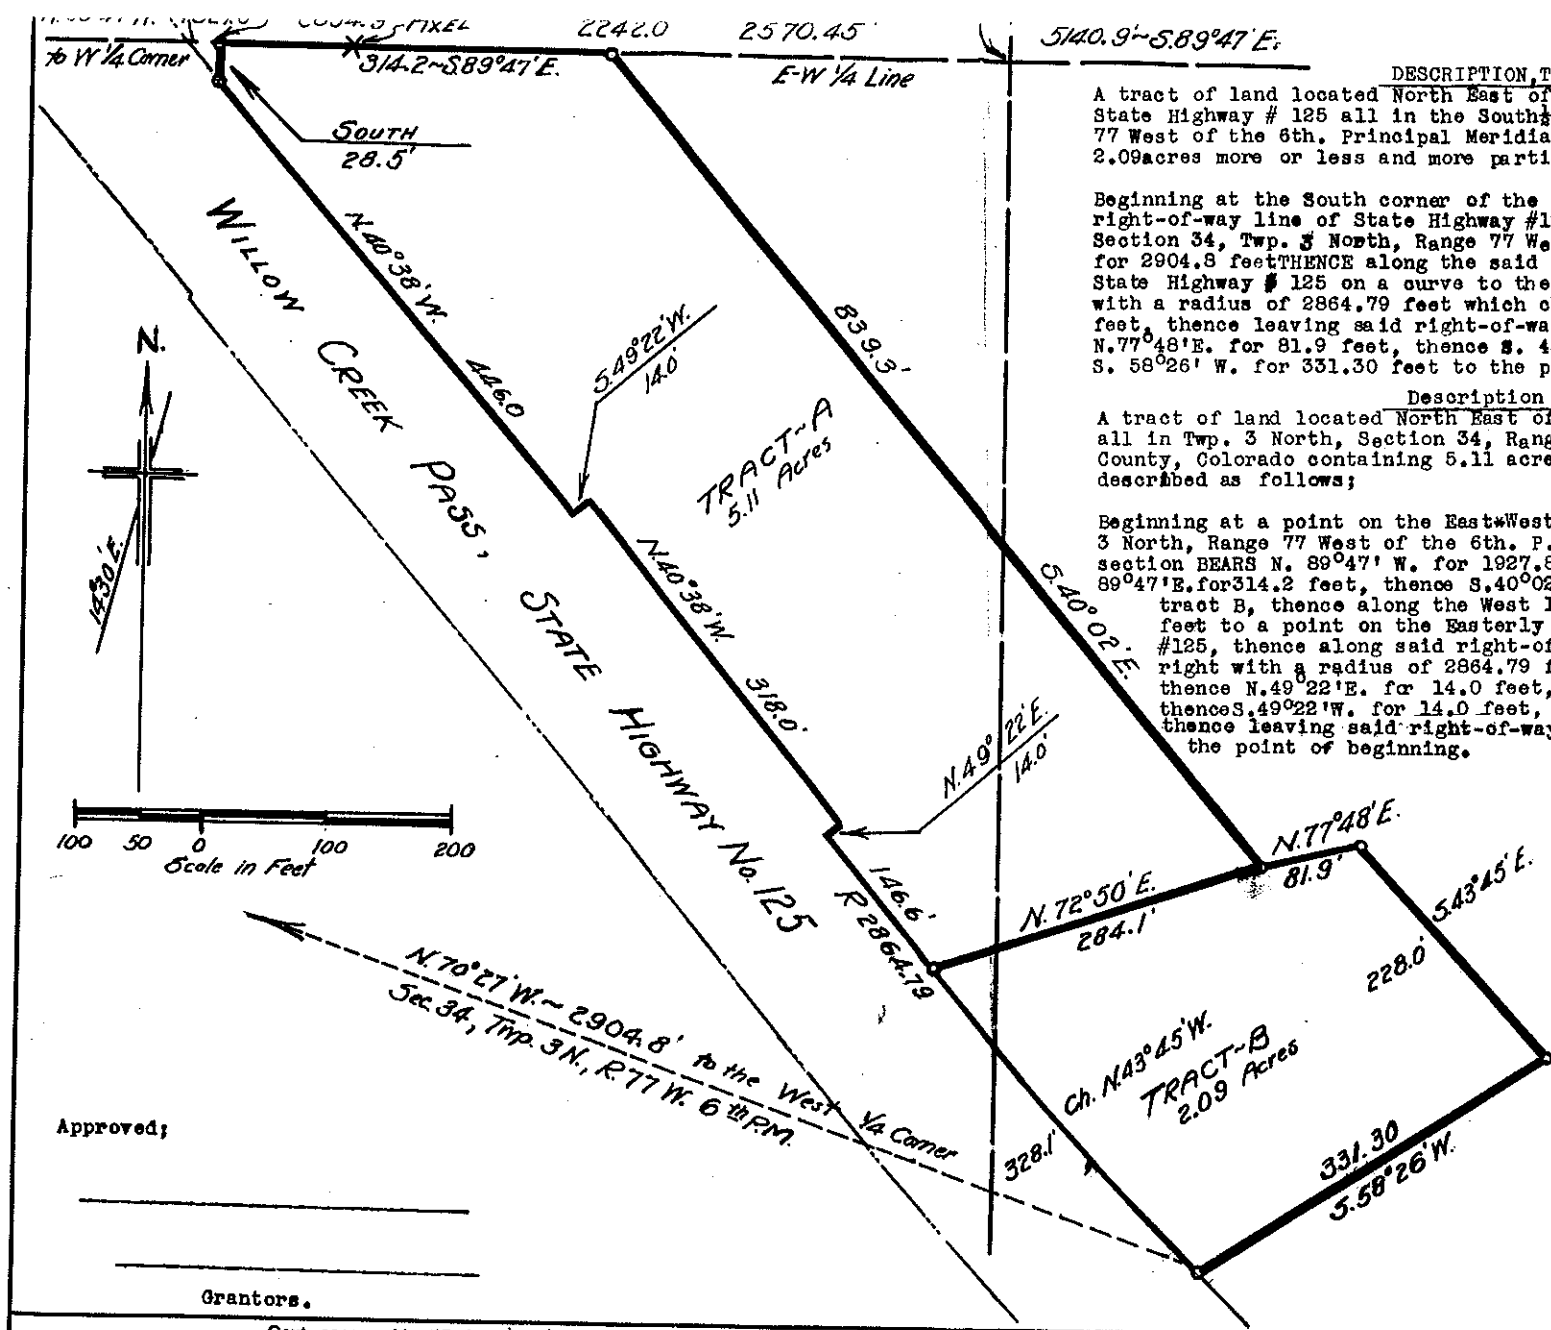 2242.0
2570.45'
5140.9~S.89°47'E.
to W 1/4 Corner
314.2~S.89°47'E.
E-W 1/4 Line
SOUTH
28.5'
N.40°38'W.
446.0
S.49°22'W.
14.0'
839.3'
S.40°02'E.
TRACT~A
5.11 Acres
N.40°38'W.
318.0'
N.49°22'E.
14.0'
WILLOW CREEK PASS, STATE HIGHWAY No. 125
N.
14°30'E.
100 50 0 100 200
Scale in Feet
146.6'
R 2864.79
N.72°50'E.
284.1'
N.77°48'E.
81.9'
S.43°45'E.
228.0'
Ch. N.43°45'W.
328.1'
TRACT~B
2.09 Acres
331.30
S.58°26'W.
N.70°27'W.~2904.8' to the West 1/4 Corner
Sec. 34, Twp. 3N., R.77 W. 6th P.M.
Approved;
Grantors.
DESCRIPTION,T
A tract of land located North East of
State Highway # 125 all in the South½
77 West of the 6th. Principal Meridia
2.09acres more or less and more parti
Beginning at the South corner of the
right-of-way line of State Highway #1
Section 34, Twp. 3 North, Range 77 We
for 2904.8 feetTHENCE along the said
State Highway # 125 on a curve to the
with a radius of 2864.79 feet which c
feet, thence leaving said right-of-wa
N.77°48'E. for 81.9 feet, thence S. 4
S. 58°26' W. for 331.30 feet to the p
Description
A tract of land located North East of
all in Twp. 3 North, Section 34, Rang
County, Colorado containing 5.11 acre
described as follows;
Beginning at a point on the East*West
3 North, Range 77 West of the 6th. P.
section BEARS N. 89°47' W. for 1927.8
89°47'E.for314.2 feet, thence S.40°02
tract B, thence along the West l
feet to a point on the Easterly
#125, thence along said right-of
right with a radius of 2864.79 f
thence N.49°22'E. for 14.0 feet,
thenceS.49°22'W. for 14.0 feet,
thence leaving said right-of-way
the point of beginning.